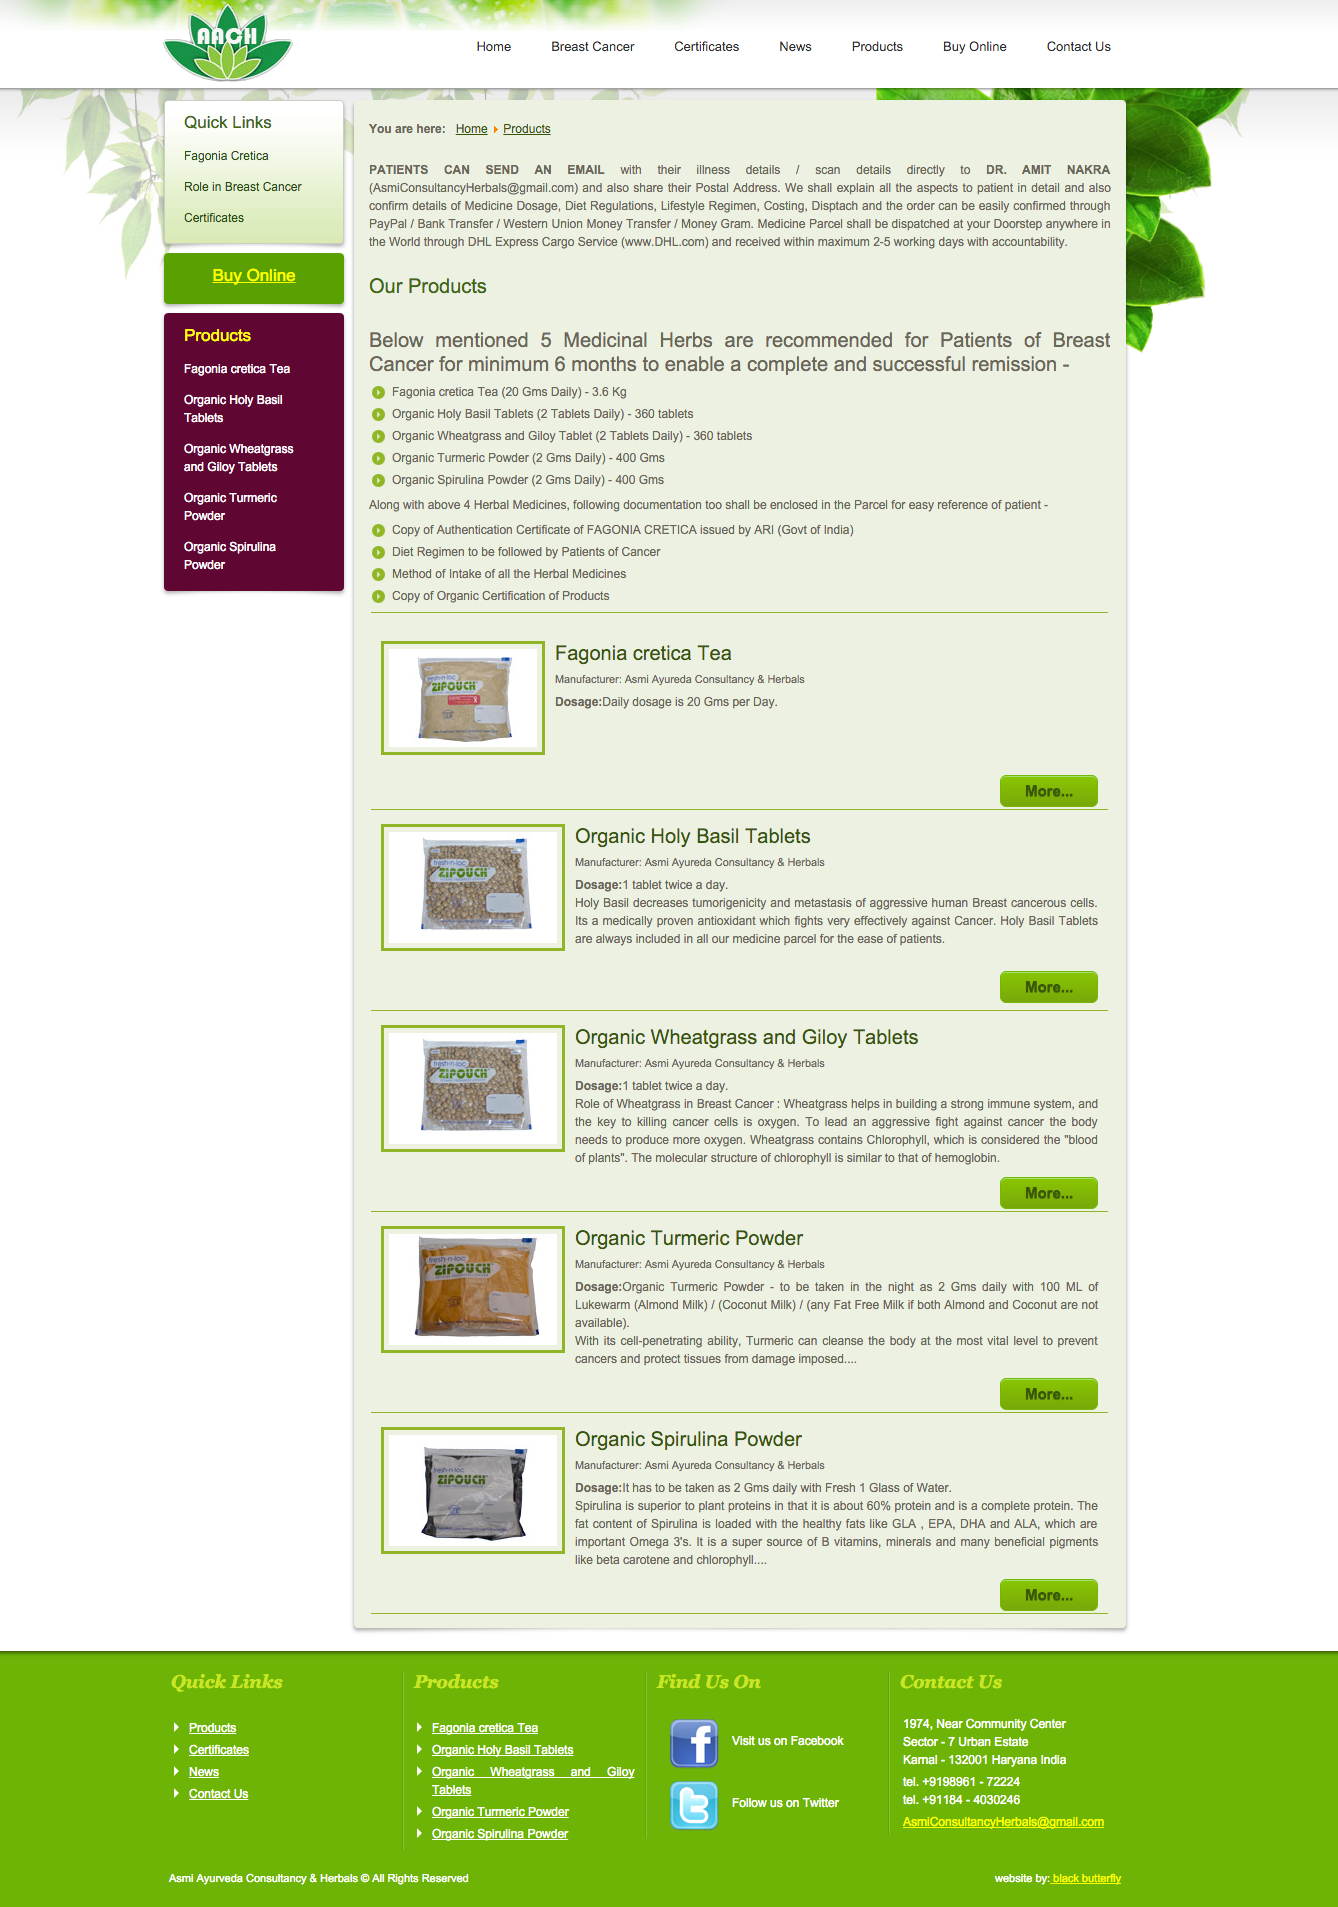 AACH
Home Breast Cancer Certificates News Products Buy Online Contact Us
Quick Links
Fagonia Cretica
Role in Breast Cancer
Certificates
Buy Online
Products
Fagonia cretica Tea
Organic Holy Basil
Tablets
Organic Wheatgrass
and Giloy Tablets
Organic Turmeric
Powder
Organic Spirulina
Powder
You are here: Home Products
PATIENTS CAN SEND AN EMAIL with their illness details / scan details directly to DR. AMIT NAKRA
(AsmiConsultancyHerbals@gmail.com) and also share their Postal Address. We shall explain all the aspects to patient in detail and also
confirm details of Medicine Dosage, Diet Regulations, Lifestyle Regimen, Costing, Disptach and the order can be easily confirmed through
PayPal / Bank Transfer / Western Union Money Transfer / Money Gram. Medicine Parcel shall be dispatched at your Doorstep anywhere in
the World through DHL Express Cargo Service (www.DHL.com) and received within maximum 2-5 working days with accountability.
Our Products
Below mentioned 5 Medicinal Herbs are recommended for Patients of Breast
Cancer for minimum 6 months to enable a complete and successful remission -
Fagonia cretica Tea (20 Gms Daily) - 3.6 Kg
Organic Holy Basil Tablets (2 Tablets Daily) - 360 tablets
Organic Wheatgrass and Giloy Tablet (2 Tablets Daily) - 360 tablets
Organic Turmeric Powder (2 Gms Daily) - 400 Gms
Organic Spirulina Powder (2 Gms Daily) - 400 Gms
Along with above 4 Herbal Medicines, following documentation too shall be enclosed in the Parcel for easy reference of patient -
Copy of Authentication Certificate of FAGONIA CRETICA issued by ARI (Govt of India)
Diet Regimen to be followed by Patients of Cancer
Method of Intake of all the Herbal Medicines
Copy of Organic Certification of Products
fresh-n-loc
ZIPOUCH
Fagonia cretica Tea
Manufacturer: Asmi Ayureda Consultancy & Herbals
Dosage:Daily dosage is 20 Gms per Day.
More...
fresh-n-loc
ZIPOUCH
Organic Holy Basil Tablets
Manufacturer: Asmi Ayureda Consultancy & Herbals
Dosage:1 tablet twice a day.
Holy Basil decreases tumorigenicity and metastasis of aggressive human Breast cancerous cells.
Its a medically proven antioxidant which fights very effectively against Cancer. Holy Basil Tablets
are always included in all our medicine parcel for the ease of patients.
More...
fresh-n-loc
ZIPOUCH
Organic Wheatgrass and Giloy Tablets
Manufacturer: Asmi Ayureda Consultancy & Herbals
Dosage:1 tablet twice a day.
Role of Wheatgrass in Breast Cancer : Wheatgrass helps in building a strong immune system, and
the key to killing cancer cells is oxygen. To lead an aggressive fight against cancer the body
needs to produce more oxygen. Wheatgrass contains Chlorophyll, which is considered the "blood
of plants". The molecular structure of chlorophyll is similar to that of hemoglobin.
More...
fresh-n-loc
ZIPOUCH
Organic Turmeric Powder
Manufacturer: Asmi Ayureda Consultancy & Herbals
Dosage:Organic Turmeric Powder - to be taken in the night as 2 Gms daily with 100 ML of
Lukewarm (Almond Milk) / (Coconut Milk) / (any Fat Free Milk if both Almond and Coconut are not
available).
With its cell-penetrating ability, Turmeric can cleanse the body at the most vital level to prevent
cancers and protect tissues from damage imposed....
More...
fresh-n-loc
ZIPOUCH
Organic Spirulina Powder
Manufacturer: Asmi Ayureda Consultancy & Herbals
Dosage:It has to be taken as 2 Gms daily with Fresh 1 Glass of Water.
Spirulina is superior to plant proteins in that it is about 60% protein and is a complete protein. The
fat content of Spirulina is loaded with the healthy fats like GLA , EPA, DHA and ALA, which are
important Omega 3's. It is a super source of B vitamins, minerals and many beneficial pigments
like beta carotene and chlorophyll....
More...
Quick Links
Products
Certificates
News
Contact Us
Products
Fagonia cretica Tea
Organic Holy Basil Tablets
Organic Wheatgrass and Giloy
Tablets
Organic Turmeric Powder
Organic Spirulina Powder
Find Us On
Visit us on Facebook
Follow us on Twitter
Contact Us
1974, Near Community Center
Sector - 7 Urban Estate
Karnal - 132001 Haryana India
tel. +9198961 - 72224
tel. +91184 - 4030246
AsmiConsultancyHerbals@gmail.com
Asmi Ayurveda Consultancy & Herbals © All Rights Reserved
website by: black butterfly